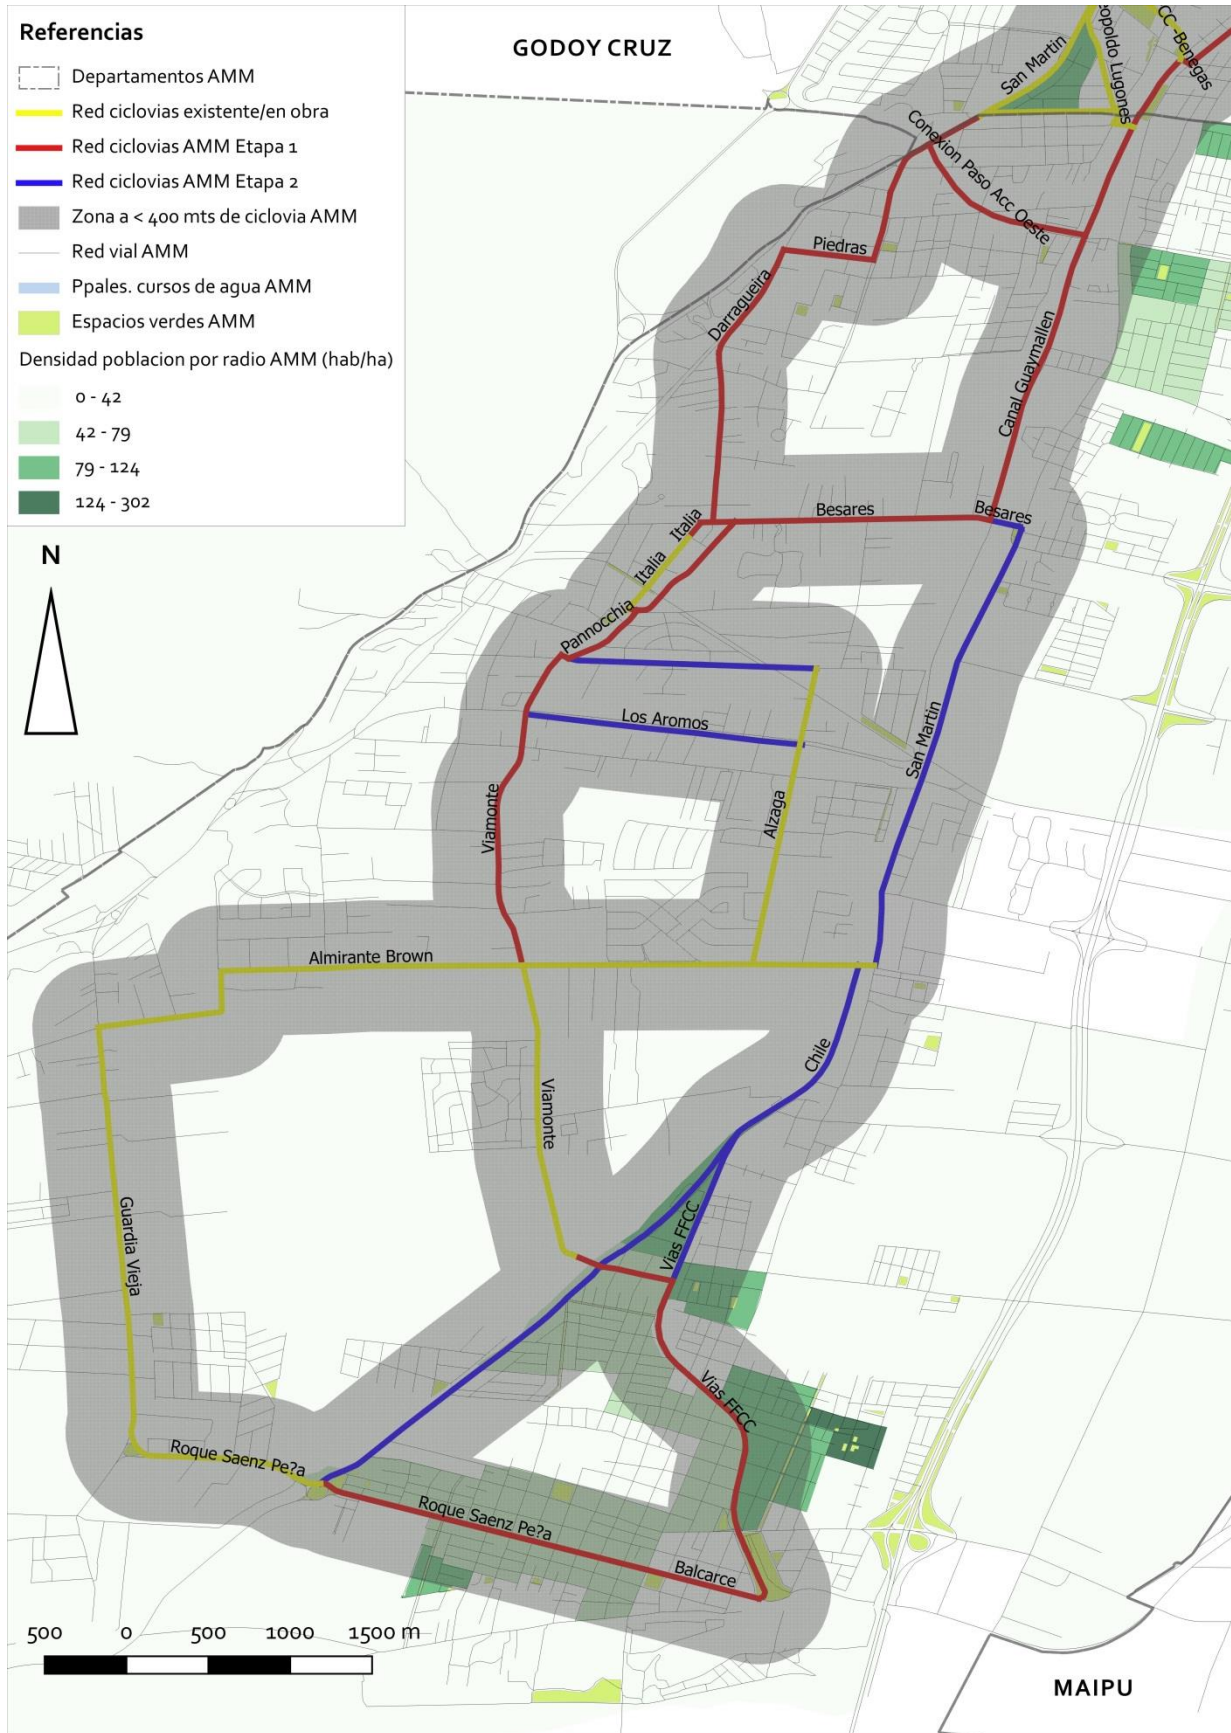 Referencias
Departamentos AMM
Red ciclovias existente/en obra
Red ciclovias AMM Etapa 1
Red ciclovias AMM Etapa 2
Zona a < 400 mts de ciclovia AMM
Red vial AMM
Ppales. cursos de agua AMM
Espacios verdes AMM
Densidad poblacion por radio AMM (hab/ha)
0 - 42
42 - 79
79 - 124
124 - 302
N
GODOY CRUZ
San Martin
eopoldo Lugones
CC-Benegas
Conexion Paso Acc Oeste
Piedras
Darragueira
Canal Guaymallen
Besares
Besares
Italia
Italia
Pannocchia
Los Aromos
San Martin
Alzaga
Viamonte
Almirante Brown
Chile
Viamonte
Guardia Vieja
Vias FFCC
Vias FFCC
Roque Saenz Pe?a
Roque Saenz Pe?a
Balcarce
500 0 500 1000 1500 m
MAIPU